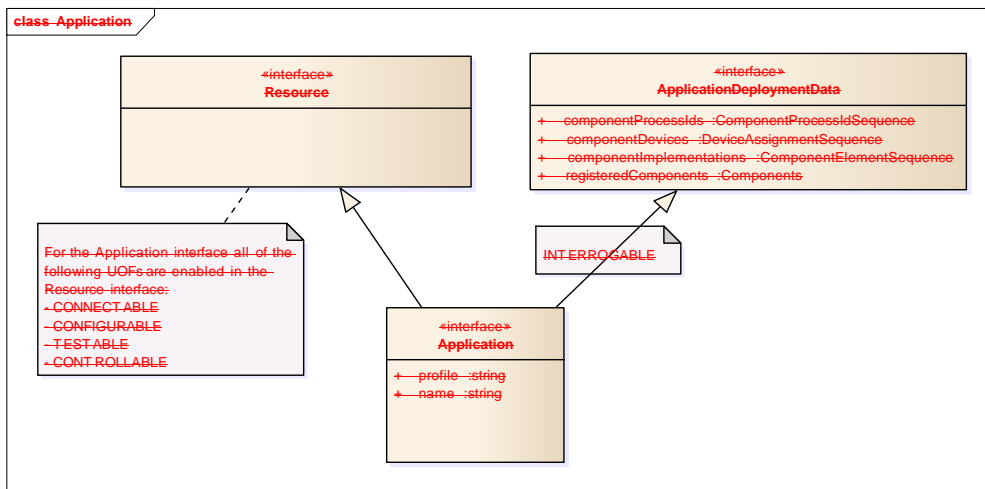 class Application
«interface»
Resource
«interface»
ApplicationDeploymentData
+ componentProcessIds :ComponentProcessIdSequence
+ componentDevices :DeviceAssignmentSequence
+ componentImplementations :ComponentElementSequence
+ registeredComponents :Components
For the Application interface all of the
following UOFs are enabled in the
Resource interface:
- CONNECTABLE
- CONFIGURABLE
- TESTABLE
- CONTROLLABLE
INTERROGABLE
«interface»
Application
+ profile :string
+ name :string